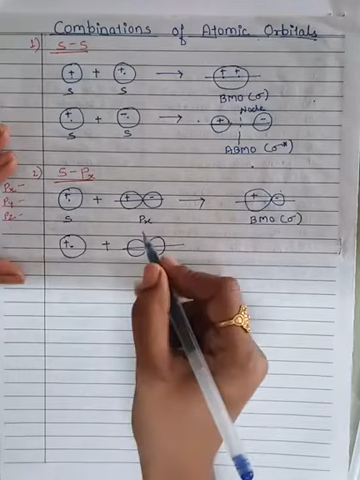 Combinations of Atomic Orbitals
1) S-S
+ + + →  + +
S S BMO (σ)
Node
+ + - → + -
S S ABMO (σ*)
2) S-Px
Px-
Py-
Pz-
+ + + - → + -
S Px BMO (σ)
+ +